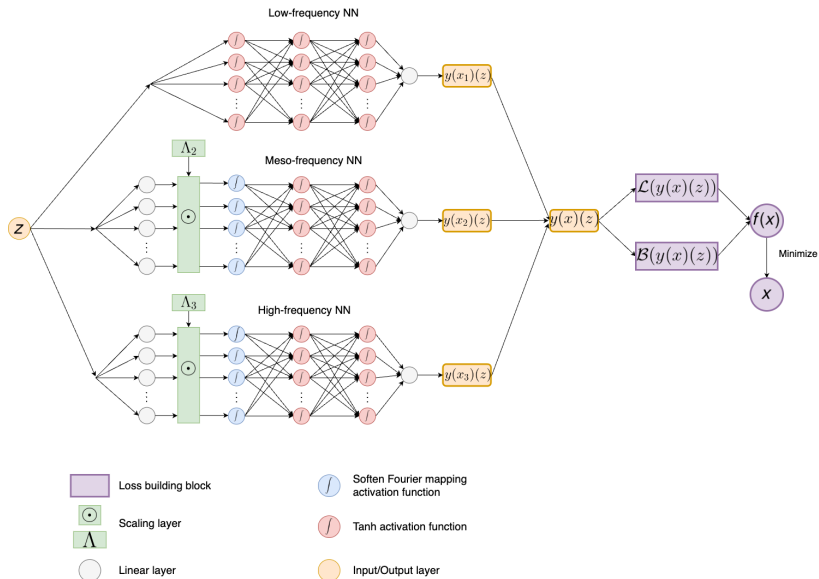 Low-frequency NN
∫ ∫ ∫
∫ ∫ ∫
∫ ∫ ∫
⋮ ⋮ ⋮
∫ ∫ ∫
y(x₁)(z)
Λ₂
Meso-frequency NN
⊙
∫ ∫ ∫
∫ ∫ ∫
∫ ∫ ∫
⋮ ⋮ ⋮ ⋮
∫ ∫ ∫
y(x₂)(z)
z
y(x)(z)
ℒ(y(x)(z))
ℬ(y(x)(z))
f(x)
Minimize
x
Λ₃
High-frequency NN
⊙
∫ ∫ ∫
∫ ∫ ∫
∫ ∫ ∫
⋮ ⋮ ⋮ ⋮
∫ ∫ ∫
y(x₃)(z)
Loss building block
⊙
Λ
Scaling layer
Linear layer
∫
Soften Fourier mapping
activation function
∫
Tanh activation function
Input/Output layer